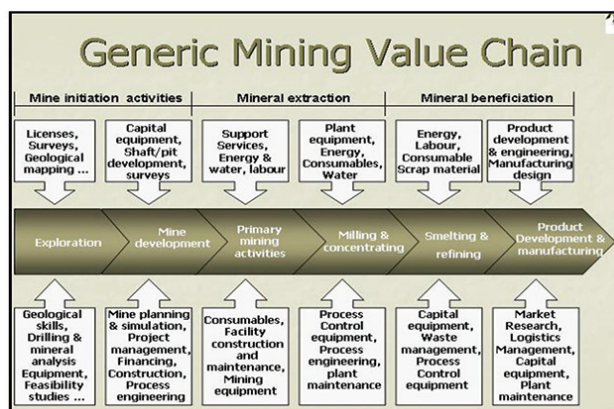 Generic Mining Value Chain
Mine initiation activities
Mineral extraction
Mineral beneficiation
Licenses,
Surveys,
Geological
mapping ...
Capital
equipment,
Shaft/pit
development,
surveys
Support
Services,
Energy &
water, labour
Plant
equipment,
Energy,
Consumables,
Water
Energy,
Labour,
Consumable
Scrap material
Product
development
& engineering,
Manufacturing
design
Exploration
Mine
development
Primary
mining
activities
Milling &
concentrating
Smelting &
refining
Product
Development &
manufacturing
Geological
skills,
Drilling &
mineral
analysis
Equipment,
Feasibility
studies ...
Mine planning
& simulation,
Project
management,
Financing,
Construction,
Process
engineering
Consumables,
Facility
construction
and
maintenance,
Mining
equipment
Process
Control
equipment,
Process
engineering,
plant
maintenance
Capital
equipment,
Waste
management,
Process
Control
equipment
Market
Research,
Logistics
Management,
Capital
equipment,
Plant
maintenance